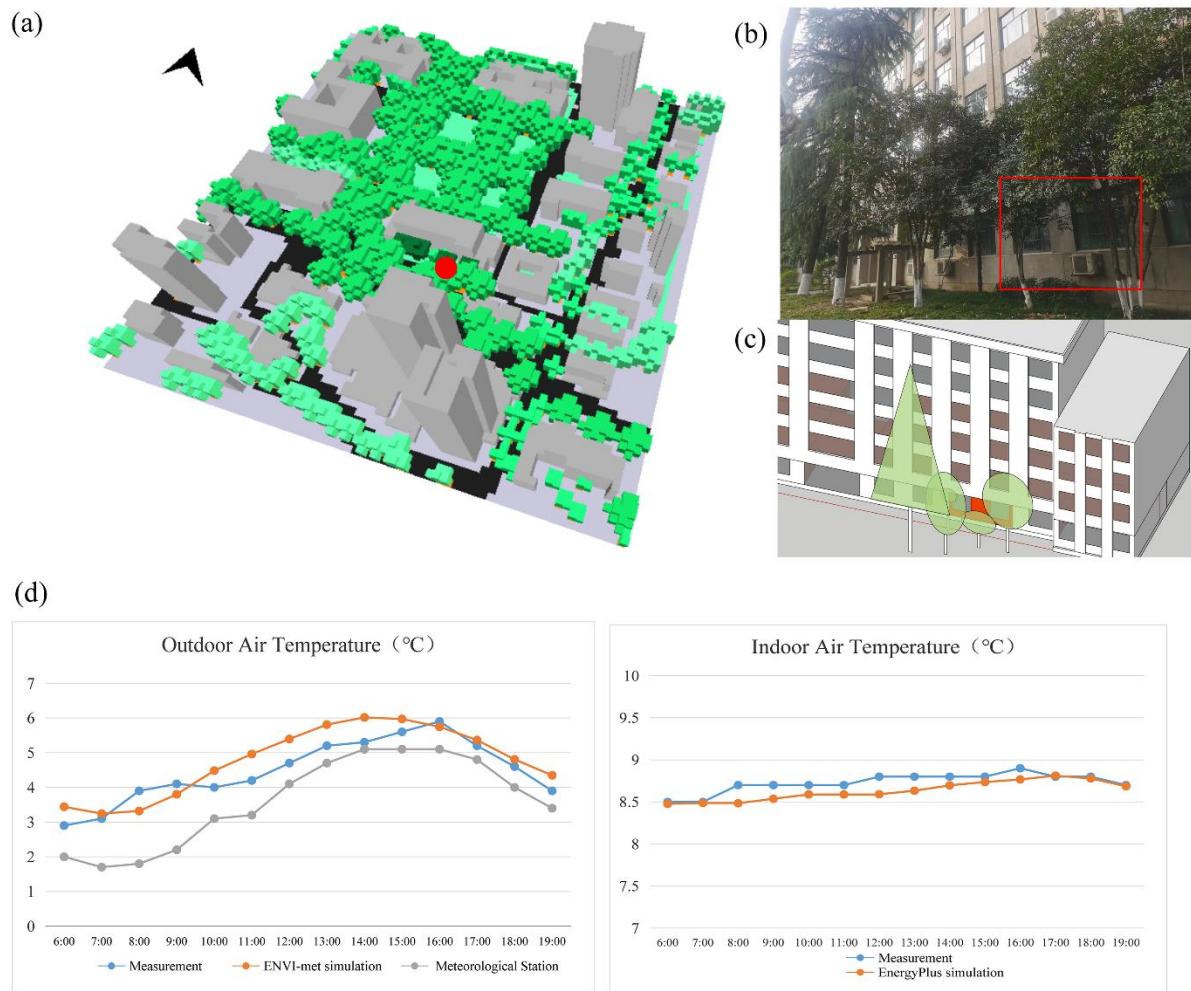 (a)
(b)
(c)
(d)
Outdoor Air Temperature（℃）
7
6
5
4
3
2
1
0
6:00 7:00 8:00 9:00 10:00 11:00 12:00 13:00 14:00 15:00 16:00 17:00 18:00 19:00
Measurement ENVI-met simulation Meteorological Station
Indoor Air Temperature（℃）
10
9.5
9
8.5
8
7.5
7
6:00 7:00 8:00 9:00 10:00 11:00 12:00 13:00 14:00 15:00 16:00 17:00 18:00 19:00
Measurement
EnergyPlus simulation